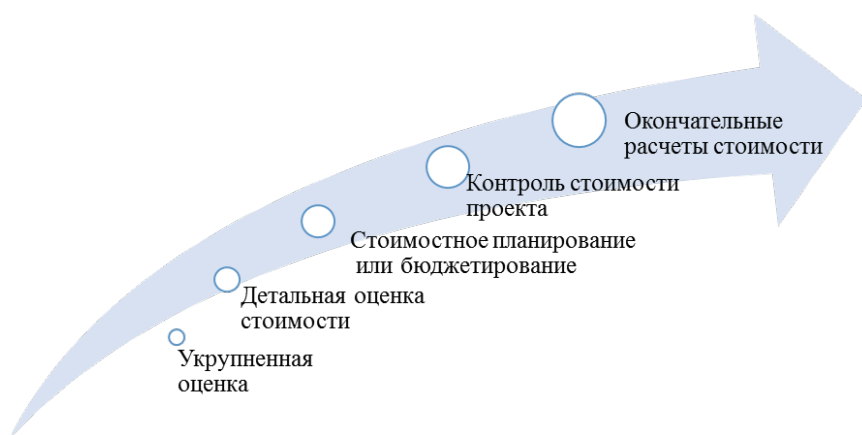 Окончательные
расчеты стоимости
Контроль стоимости
проекта
Стоимостное планирование
или бюджетирование
Детальная оценка
стоимости
Укрупненная
оценка